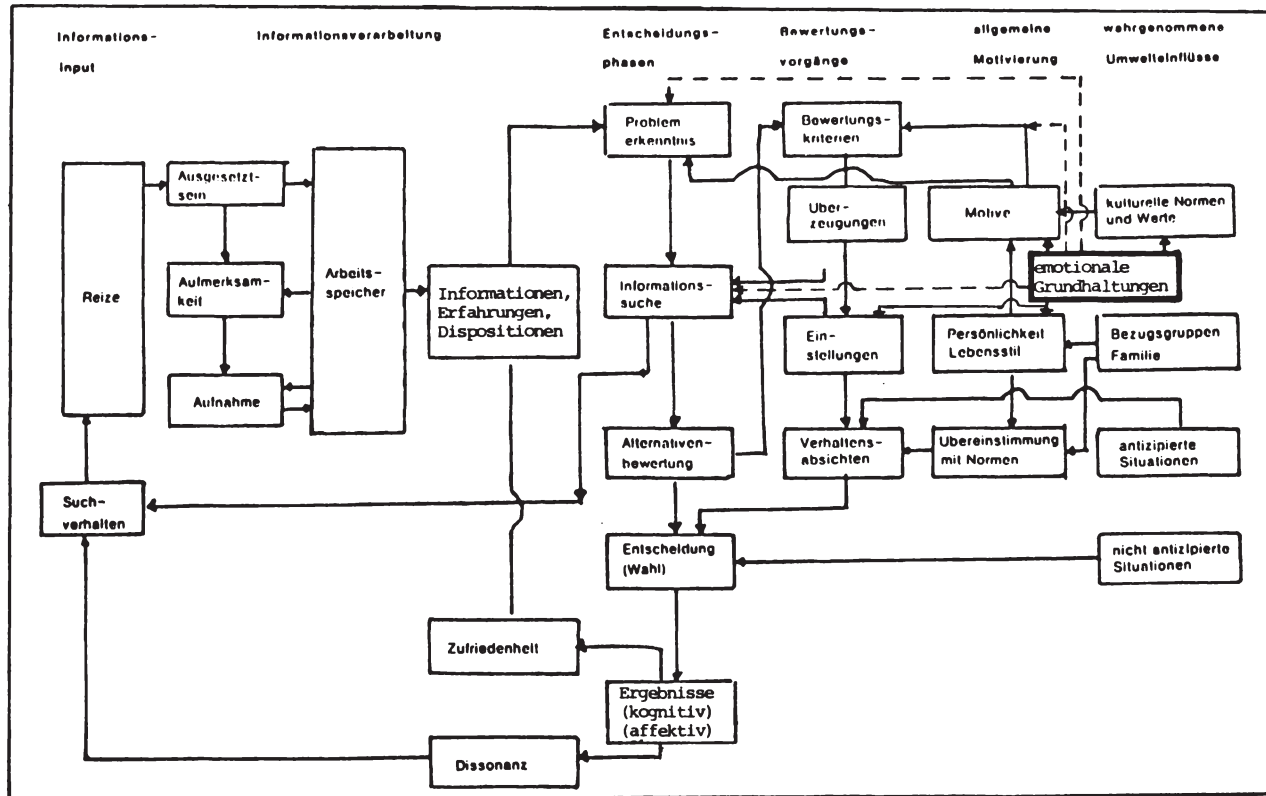 Informations-
input
Informationsverarbeitung
Entscheidungs-
phasen
Bewertungs-
vorgänge
allgemeine
Motivierung
wahrgenommene
Umwelteinflüsse
Problem
erkenntnis
Bewertungs-
kriterien
Reize
Ausgesetzt-
sein
Aufmerksam-
keit
Aufnahme
Arbeits-
speicher
Informationen,
Erfahrungen,
Dispositionen
Über-
zeugungen
Motive
kulturelle Normen
und Werte
Informations-
suche
emotionale
Grundhaltungen
Ein-
stellungen
Persönlichkeit
Lebensstil
Bezugsgruppen
Familie
Alternativen-
bewertung
Verhaltens-
absichten
Übereinstimmung
mit Normen
antizipierte
Situationen
Such-
verhalten
Entscheidung
(Wahl)
nicht antizipierte
Situationen
Zufriedenheit
Ergebnisse
(kognitiv)
(affektiv)
Dissonanz